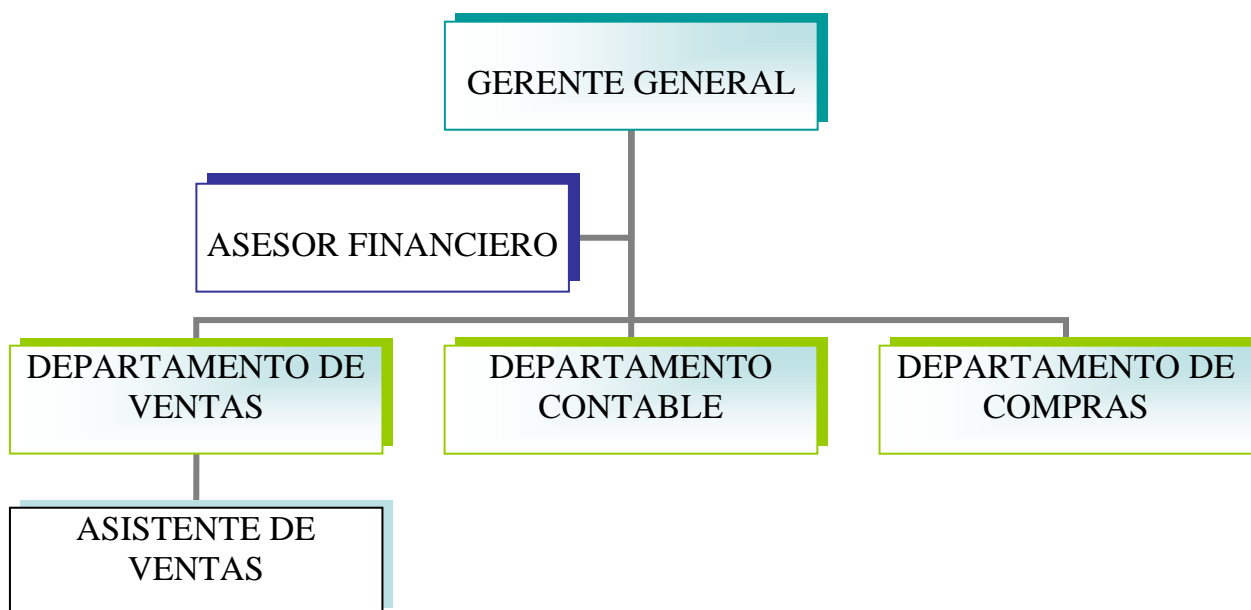 GERENTE GENERAL
ASESOR FINANCIERO
DEPARTAMENTO DE
VENTAS
DEPARTAMENTO
CONTABLE
DEPARTAMENTO DE
COMPRAS
ASISTENTE DE
VENTAS